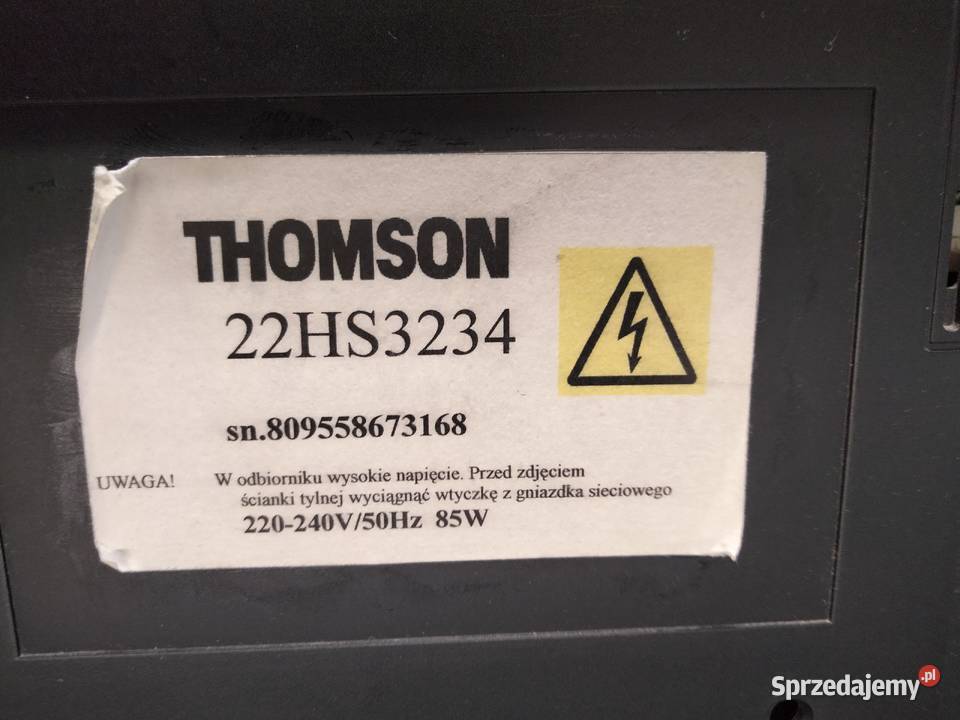 THOMSON
22HS3234
sn.809558673168
UWAGA! W odbiorniku wysokie napięcie. Przed zdjęciem
ścianki tylnej wyciągnąć wtyczkę z gniazdka sieciowego
220-240V/50Hz 85W
Sprzedajemy.pl